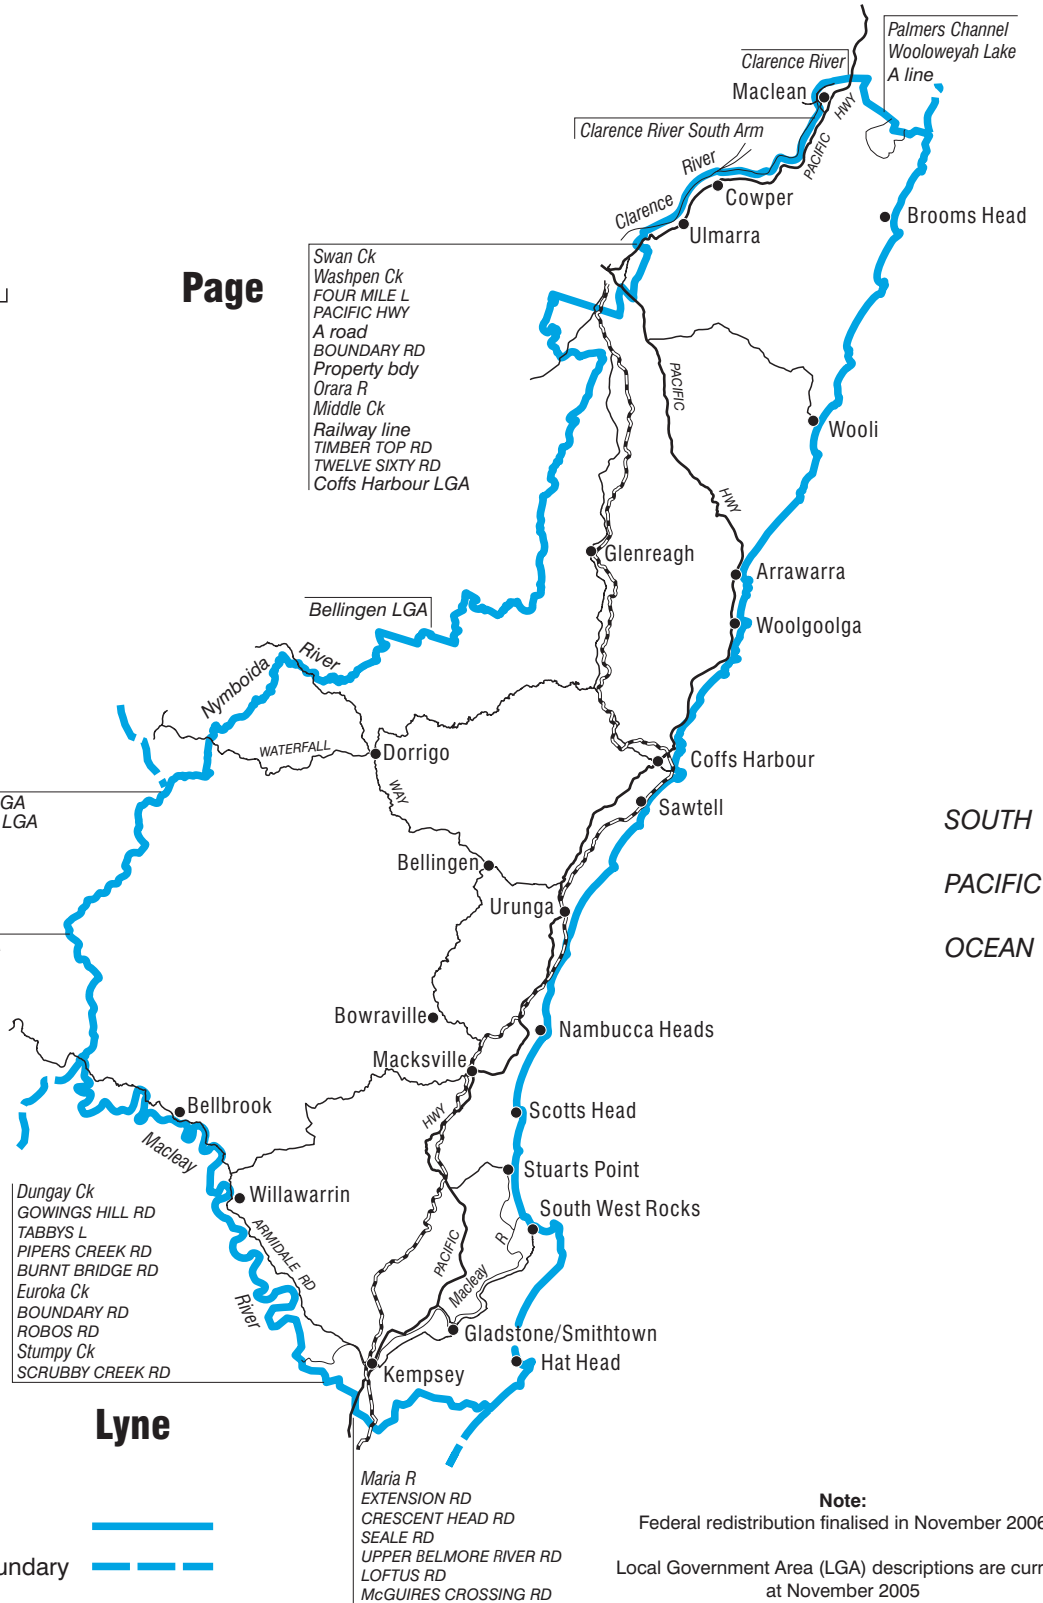 Palmers Channel
Wooloweyah Lake
A line
Clarence River
Maclean
HWY
PACIFIC
Clarence River South Arm
River
Clarence
Cowper
Ulmarra
Brooms Head
Page
Swan Ck
Washpen Ck
FOUR MILE L
PACIFIC HWY
A road
BOUNDARY RD
Property bdy
Orara R
Middle Ck
Railway line
TIMBER TOP RD
TWELVE SIXTY RD
Coffs Harbour LGA
PACIFIC
HWY
Wooli
Glenreagh
Arrawarra
Woolgoolga
Bellingen LGA
Nymboida
River
WATERFALL
WAY
Dorrigo
Coffs Harbour
Sawtell
GA
LGA
SOUTH
PACIFIC
OCEAN
Bellingen
Urunga
Bowraville
Nambucca Heads
Macksville
HWY
Scotts Head
Bellbrook
Macleay
Stuarts Point
Willawarrin
South West Rocks
ARMIDALE RD
R
PACIFIC
Macleay
River
Dungay Ck
GOWINGS HILL RD
TABBYS L
PIPERS CREEK RD
BURNT BRIDGE RD
Euroka Ck
BOUNDARY RD
ROBOS RD
Stumpy Ck
SCRUBBY CREEK RD
Gladstone/Smithtown
Hat Head
Kempsey
Lyne
Maria R
EXTENSION RD
CRESCENT HEAD RD
SEALE RD
UPPER BELMORE RIVER RD
LOFTUS RD
McGUIRES CROSSING RD
undary
Note:
Federal redistribution finalised in November 2006
Local Government Area (LGA) descriptions are curr
at November 2005